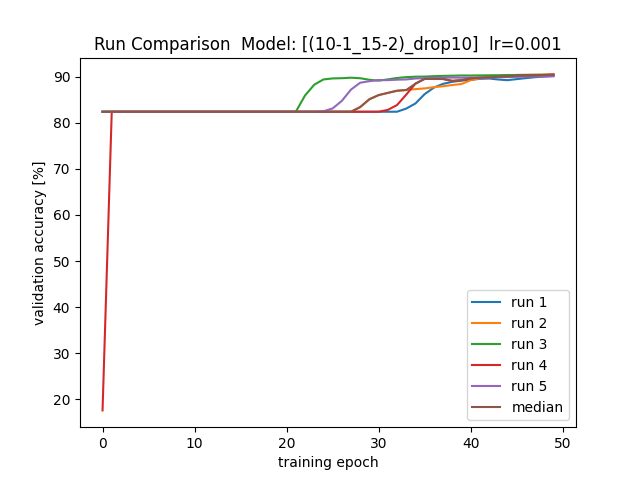 Run Comparison  Model: [(10-1_15-2)_drop10]  lr=0.001
validation accuracy [%]
90
80
70
60
50
40
30
20
0
10
20
30
40
50
training epoch
run 1
run 2
run 3
run 4
run 5
median